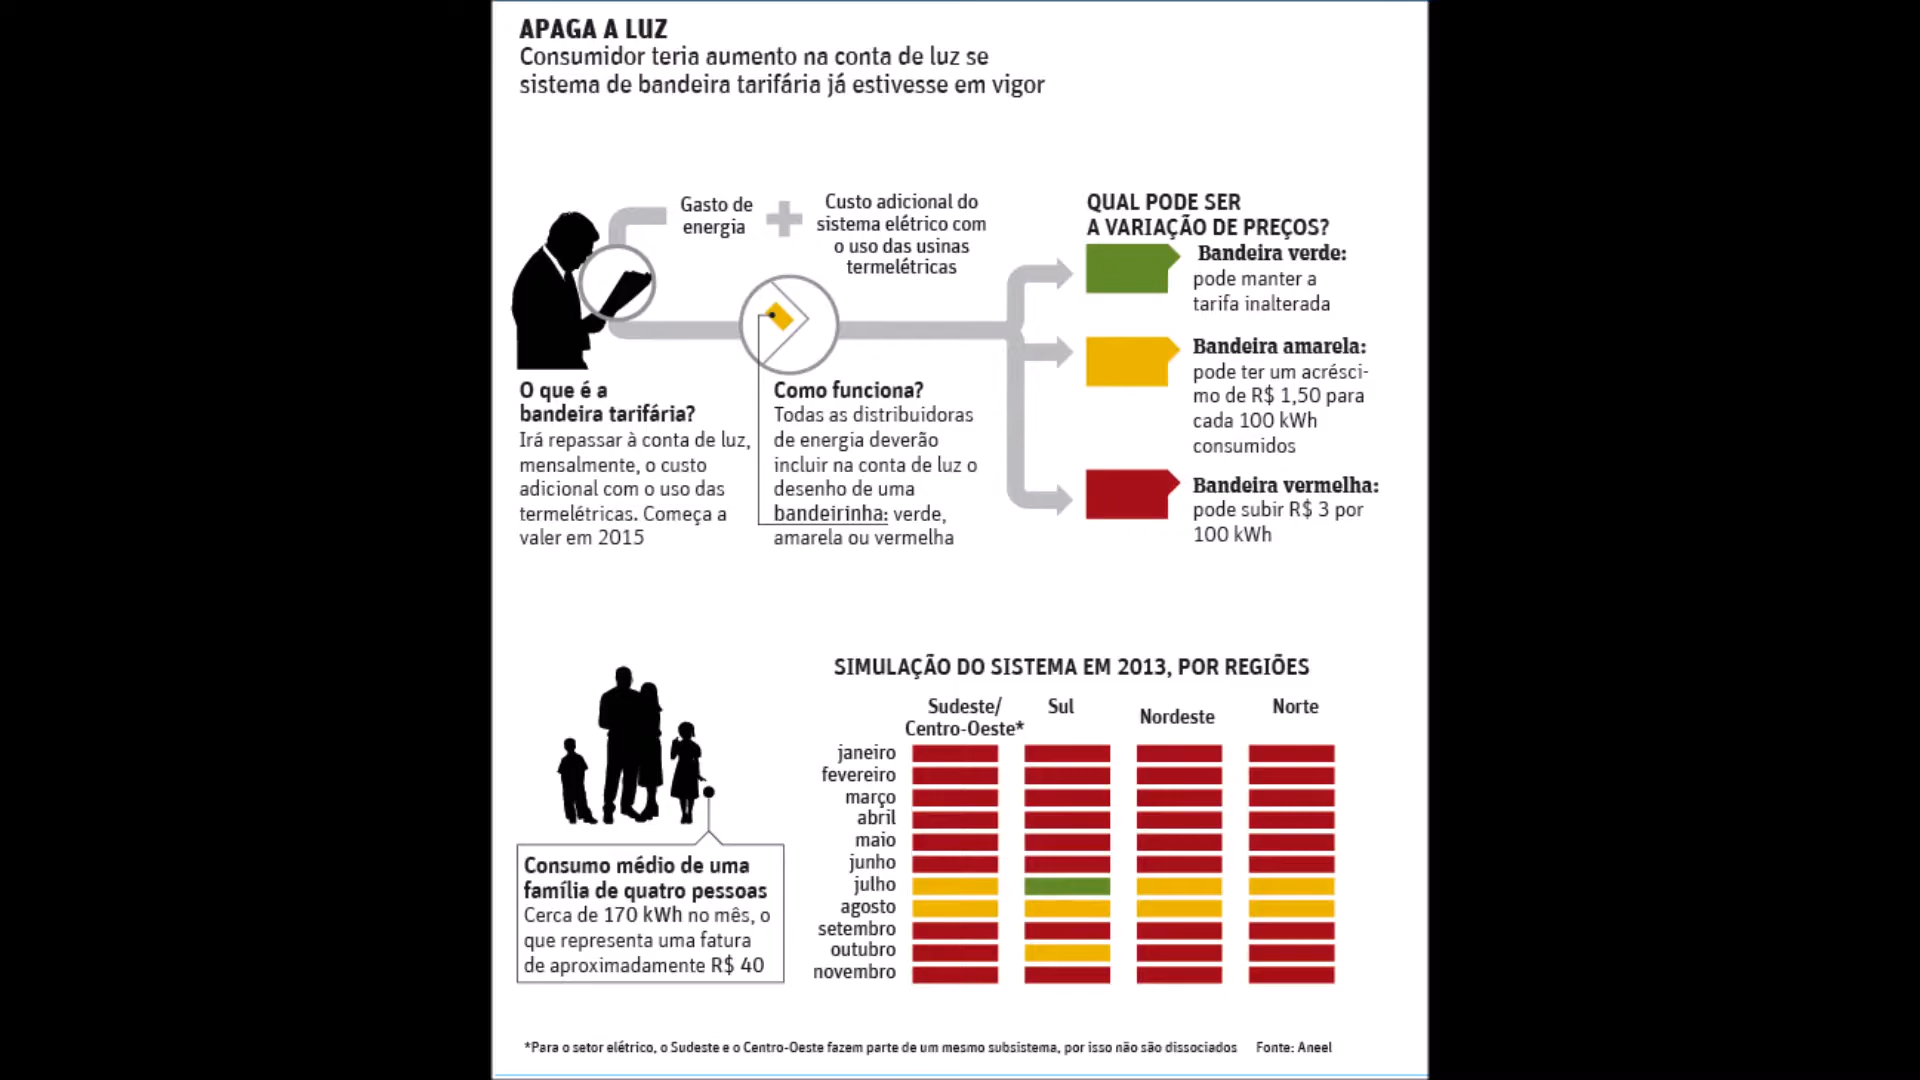 APAGA A LUZ
Consumidor teria aumento na conta de luz se
sistema de bandeira tarifária já estivesse em vigor
Gasto de
energia
Custo adicional do
sistema elétrico com
o uso das usinas
termelétricas
O que é a
bandeira tarifária?
Irá repassar à conta de luz,
mensalmente, o custo
adicional com o uso das
termelétricas. Começa a
valer em 2015
Como funciona?
Todas as distribuidoras
de energia deverão
incluir na conta de luz o
desenho de uma
bandeirinha: verde,
amarela ou vermelha
QUAL PODE SER
A VARIAÇÃO DE PREÇOS?
Bandeira verde:
pode manter a
tarifa inalterada
Bandeira amarela:
pode ter um acrésci-
mo de R$ 1,50 para
cada 100 kWh
consumidos
Bandeira vermelha:
pode subir R$ 3 por
100 kWh
Consumo médio de uma
família de quatro pessoas
Cerca de 170 kWh no mês, o
que representa uma fatura
de aproximadamente R$ 40
SIMULAÇÃO DO SISTEMA EM 2013, POR REGIÕES
Sudeste/
Centro-Oeste*
Sul
Nordeste
Norte
janeiro
fevereiro
março
abril
maio
junho
julho
agosto
setembro
outubro
novembro
*Para o setor elétrico, o Sudeste e o Centro-Oeste fazem parte de um mesmo subsistema, por isso não são dissociados Fonte: Aneel